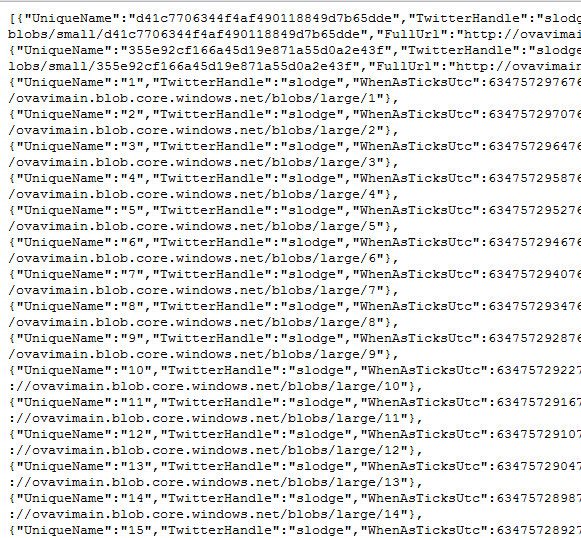 [{"UniqueName":"d41c7706344f4af490118849d7b65dde","TwitterHandle":"slodg
blobs/small/d41c7706344f4af490118849d7b65dde","FullUrl":"http://ovavimai
{"UniqueName":"355e92cf166a45d19e871a55d0a2e43f","TwitterHandle":"slodge
lobs/small/355e92cf166a45d19e871a55d0a2e43f","FullUrl":"http://ovavimain
{"UniqueName":"1","TwitterHandle":"slodge","WhenAsTicksUtc":634757297676
/ovavimain.blob.core.windows.net/blobs/large/1"},
{"UniqueName":"2","TwitterHandle":"slodge","WhenAsTicksUtc":634757297076
/ovavimain.blob.core.windows.net/blobs/large/2"},
{"UniqueName":"3","TwitterHandle":"slodge","WhenAsTicksUtc":634757296476
/ovavimain.blob.core.windows.net/blobs/large/3"},
{"UniqueName":"4","TwitterHandle":"slodge","WhenAsTicksUtc":634757295876
/ovavimain.blob.core.windows.net/blobs/large/4"},
{"UniqueName":"5","TwitterHandle":"slodge","WhenAsTicksUtc":634757295276
/ovavimain.blob.core.windows.net/blobs/large/5"},
{"UniqueName":"6","TwitterHandle":"slodge","WhenAsTicksUtc":634757294676
/ovavimain.blob.core.windows.net/blobs/large/6"},
{"UniqueName":"7","TwitterHandle":"slodge","WhenAsTicksUtc":634757294076
/ovavimain.blob.core.windows.net/blobs/large/7"},
{"UniqueName":"8","TwitterHandle":"slodge","WhenAsTicksUtc":634757293476
/ovavimain.blob.core.windows.net/blobs/large/8"},
{"UniqueName":"9","TwitterHandle":"slodge","WhenAsTicksUtc":634757292876
/ovavimain.blob.core.windows.net/blobs/large/9"},
{"UniqueName":"10","TwitterHandle":"slodge","WhenAsTicksUtc":63475729227
://ovavimain.blob.core.windows.net/blobs/large/10"},
{"UniqueName":"11","TwitterHandle":"slodge","WhenAsTicksUtc":63475729167
://ovavimain.blob.core.windows.net/blobs/large/11"},
{"UniqueName":"12","TwitterHandle":"slodge","WhenAsTicksUtc":63475729107
://ovavimain.blob.core.windows.net/blobs/large/12"},
{"UniqueName":"13","TwitterHandle":"slodge","WhenAsTicksUtc":63475729047
://ovavimain.blob.core.windows.net/blobs/large/13"},
{"UniqueName":"14","TwitterHandle":"slodge","WhenAsTicksUtc":63475728987
://ovavimain.blob.core.windows.net/blobs/large/14"},
{"UniqueName":"15","TwitterHandle":"slodge","WhenAsTicksUtc":63475728927